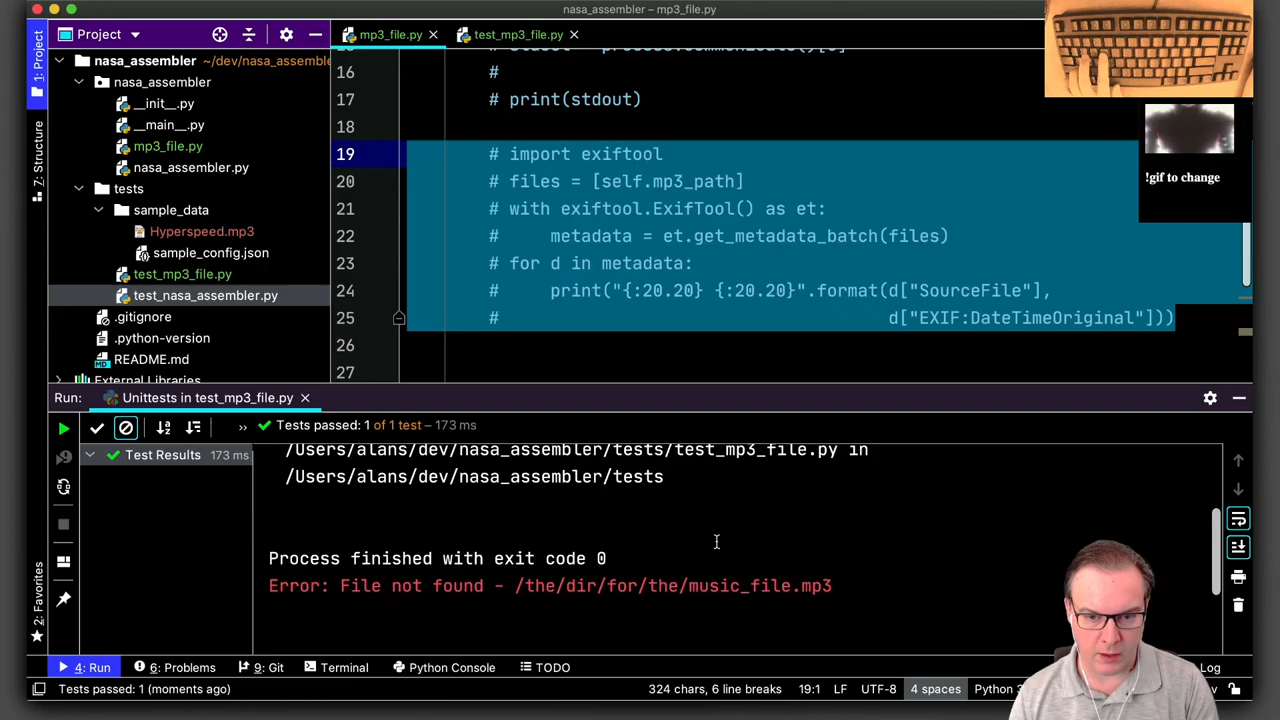 nasa_assembler – mp3_file.py
Project
mp3_file.py
test_mp3_file.py
1: Project
7: Structure
2: Favorites
nasa_assembler ~/dev/nasa_assemble
nasa_assembler
__init__.py
__main__.py
mp3_file.py
nasa_assembler.py
tests
sample_data
Hyperspeed.mp3
sample_config.json
test_mp3_file.py
test_nasa_assembler.py
.gitignore
.python-version
README.md
External Libraries
16 #
17 # print(stdout)
18
19 # import exiftool
20 # files = [self.mp3_path]
21 # with exiftool.ExifTool() as et:
22 #     metadata = et.get_metadata_batch(files)
23 # for d in metadata:
24 #     print("{:20.20} {:20.20}".format(d["SourceFile"],
25 #                                      d["EXIF:DateTimeOriginal"]))
26
27
!gif to change
Run: Unittests in test_mp3_file.py
Tests passed: 1 of 1 test – 173 ms
Test Results 173 ms
/Users/alans/dev/nasa_assembler/tests/test_mp3_file.py in
/Users/alans/dev/nasa_assembler/tests
Process finished with exit code 0
Error: File not found - /the/dir/for/the/music_file.mp3
4: Run
6: Problems
9: Git
Terminal
Python Console
TODO
Log
Tests passed: 1 (moments ago)
324 chars, 6 line breaks
19:1
LF
UTF-8
4 spaces
Python